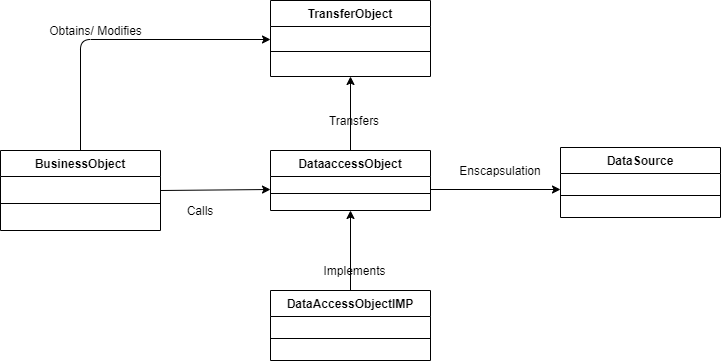 TransferObject
Obtains/ Modifies
Transfers
BusinessObject
DataaccessObject
DataSource
Enscapsulation
Calls
Implements
DataAccessObjectIMP